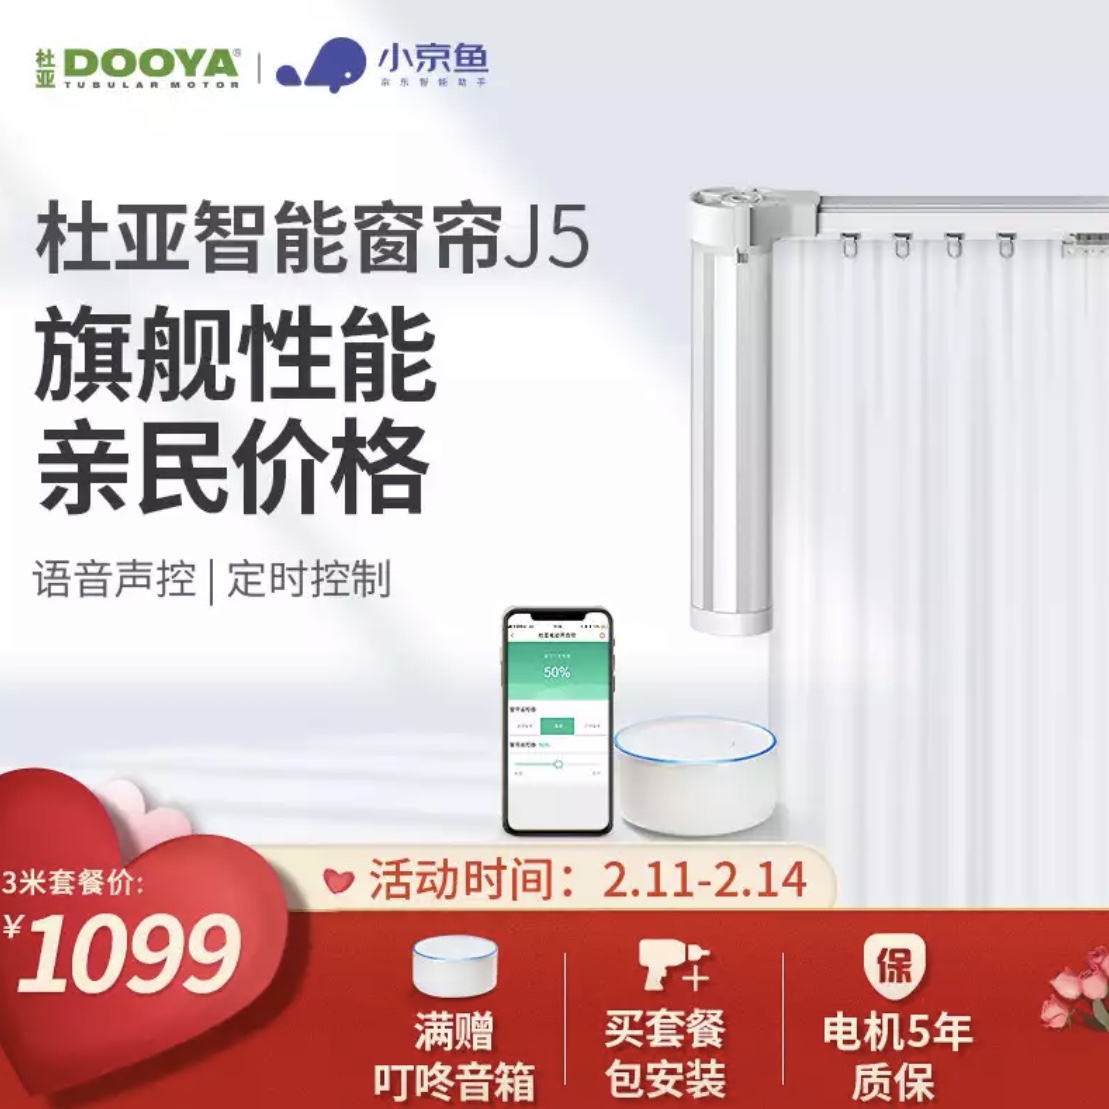 杜亚 DOOYA® 小京鱼
TUBULAR MOTOR 京东智能助手
杜亚智能窗帘J5
旗舰性能
亲民价格
语音声控|定时控制
50%
活动时间：2.11-2.14
3米套餐价:
¥1099
满赠
叮咚音箱
买套餐
包安装
保
电机5年
质保